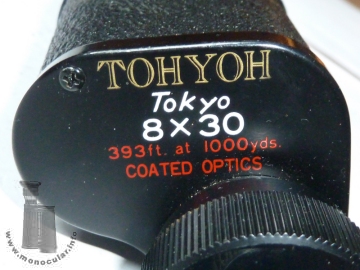 TOHYOH
Tokyo
8×30
393ft. at 1000yds.
COATED OPTICS
www.monocular.info